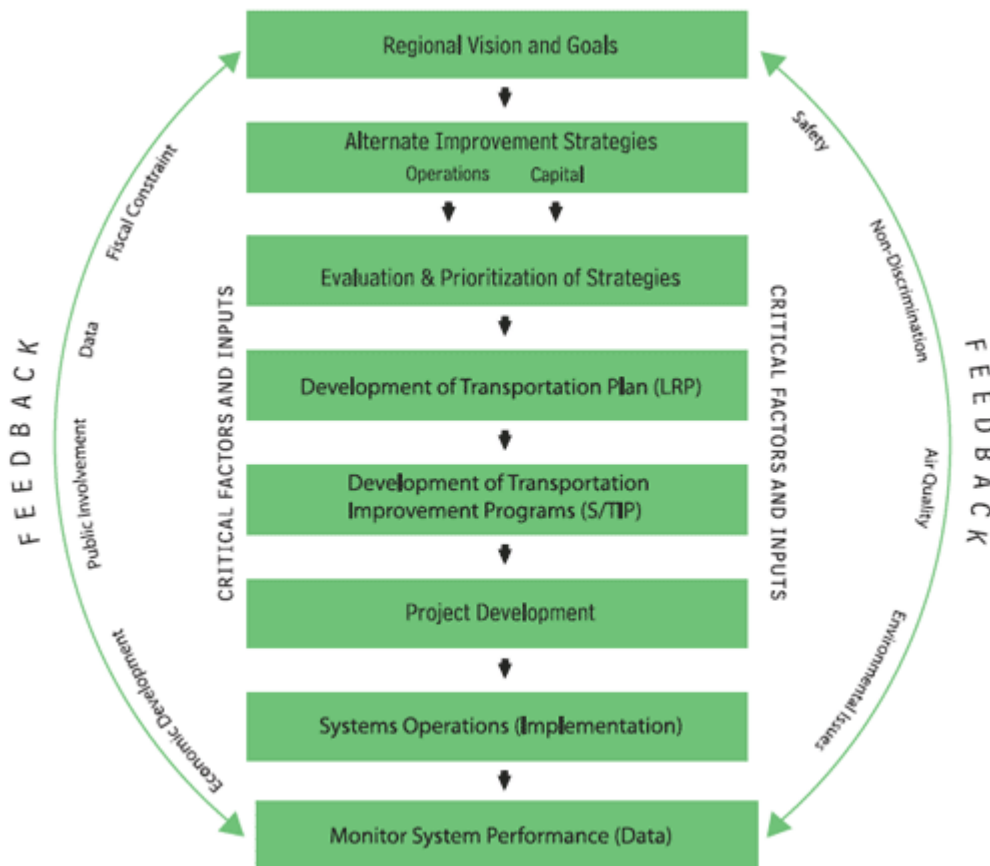 Regional Vision and Goals
Alternate Improvement Strategies
Operations Capital
Evaluation & Prioritization of Strategies
Development of Transportation Plan (LRP)
Development of Transportation
Improvement Programs (S/TIP)
Project Development
Systems Operations (Implementation)
Monitor System Performance (Data)
FEEDBACK
Fiscal Constraint
Data
Public Involvement
Economic Development
CRITICAL FACTORS AND INPUTS
CRITICAL FACTORS AND INPUTS
Safety
Non-Discrimination
Air Quality
Environmental Issues
FEEDBACK